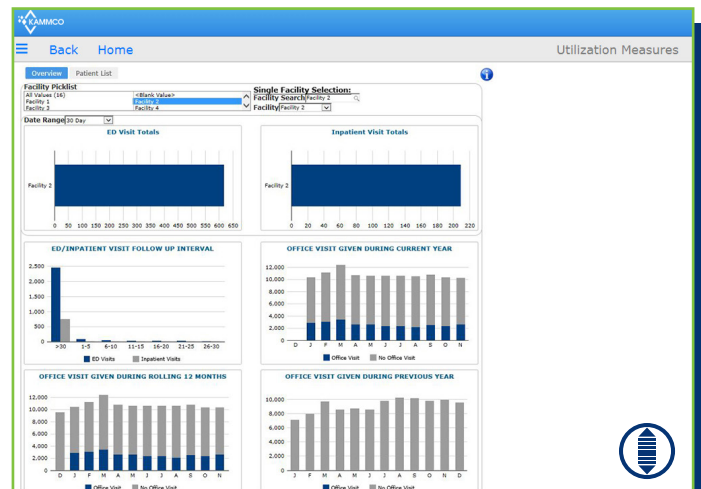 KAMMCO
Back Home Utilization Measures
Overview Patient List
Facility Picklist
All Values (16) <Blank Value>
Facility 1 Facility 2
Facility 3 Facility 4
Single Facility Selection:
Facility Search Facility 2
Facility Facility 2
Date Range 30 Day
ED Visit Totals
Facility 2
0 50 100 150 200 250 300 350 400 450 500 550 600 650
Inpatient Visit Totals
Facility 2
0 20 40 60 80 100 120 140 160 180 200 220
ED/INPATIENT VISIT FOLLOW UP INTERVAL
2,500
2,000
1,500
1,000
500
0
>30 1-5 6-10 11-15 16-20 21-25 26-30
ED Visits Inpatient Visits
OFFICE VISIT GIVEN DURING CURRENT YEAR
12,000
10,000
8,000
6,000
4,000
2,000
0
D J F M A M J J A S O N
Office Visit No Office Visit
OFFICE VISIT GIVEN DURING ROLLING 12 MONTHS
12,000
10,000
8,000
6,000
4,000
2,000
0
D J F M A M J J A S O N
Office Visit No Office Visit
OFFICE VISIT GIVEN DURING PREVIOUS YEAR
10,000
8,000
6,000
4,000
2,000
0
J F M A M J J A S O N D
Office Visit No Office Visit